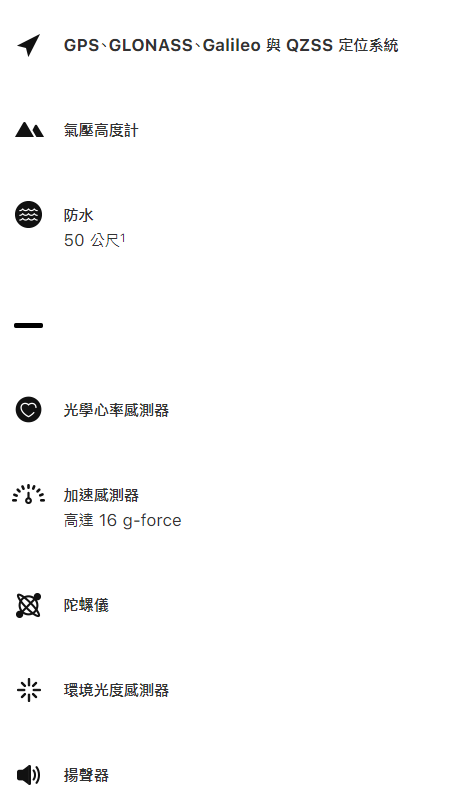 GPS、GLONASS、Galileo 與 QZSS 定位系統
氣壓高度計
防水
50 公尺1
光學心率感測器
加速感測器
高達 16 g-force
陀螺儀
環境光度感測器
揚聲器